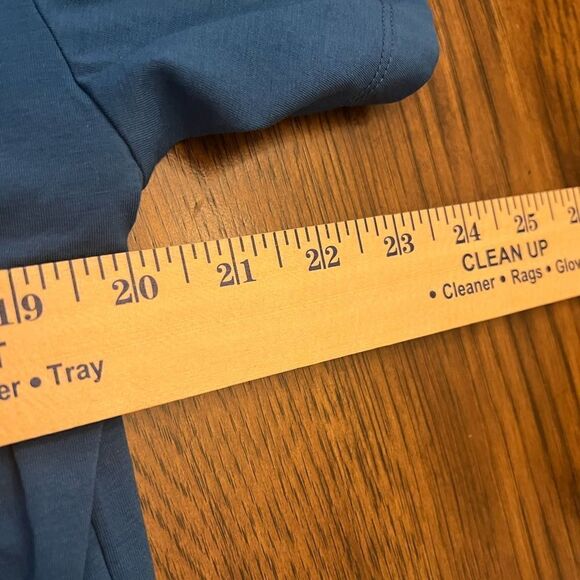 19 20 21 22 23 24 25
CLEAN UP
• Cleaner • Rags • Glov
er • Tray